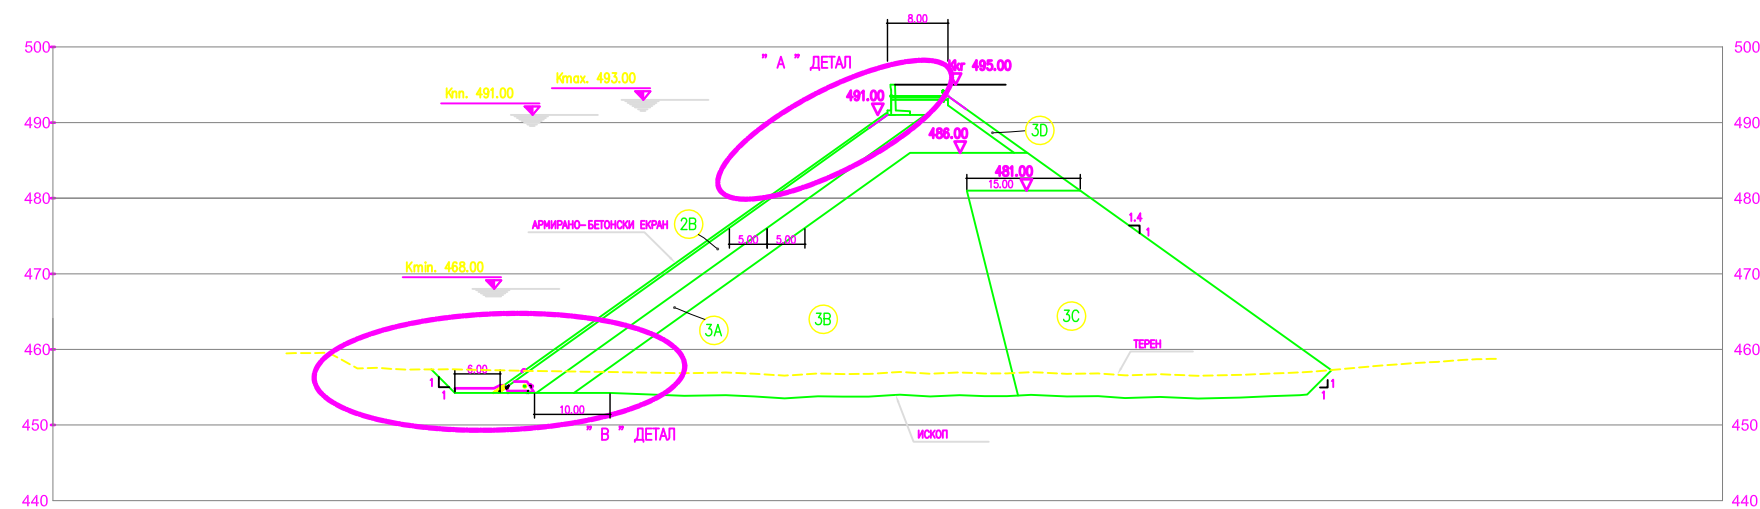 8.00
500
500
" А " ДЕТАЛ
Kkr 495.00
Kmax. 493.00
Knn. 491.00
491.00
490
490
3D
486.00
481.00
15.00
480
480
1.4
1
АРМИРАНО-БЕТОНСКИ ЕКРАН
2B
5.00
5.00
Kmin. 468.00
470
470
3A
3B
3C
460
460
ТЕРЕН
6.00
1
1
1
1
10.00
450
450
" B " ДЕТАЛ
ИСКОП
440
440